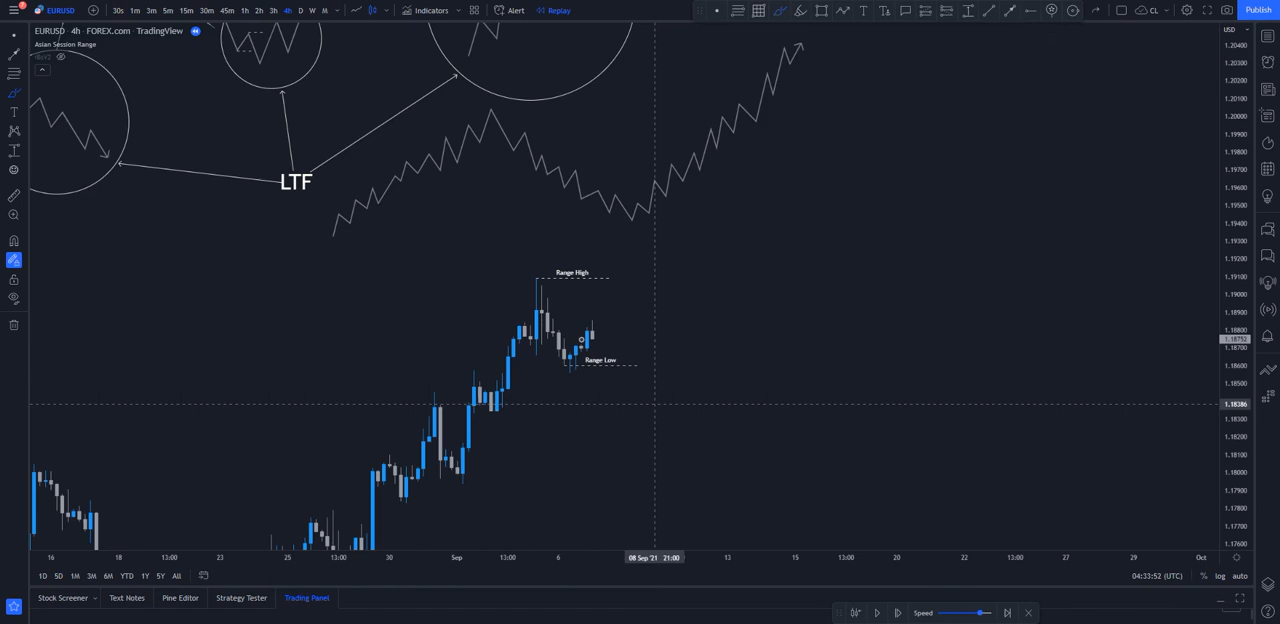 7
EURUSD
30s 1m 3m 5m 15m 30m 45m 1h 2h 3h 4h D W M
Indicators
Alert
Replay
CL
Publish
EURUSD · 4h · FOREX.com · TradingView
Asian Session Range
USD
1.20400
1.20300
1.20200
1.20100
1.20000
1.19900
1.19800
1.19700
1.19600
1.19500
1.19400
1.19300
1.19200
1.19100
1.19000
1.18900
1.18800
1.18752
1.18700
1.18600
1.18500
1.18386
1.18300
1.18200
1.18100
1.18000
1.17900
1.17800
1.17700
1.17600
LTF
Range High
Range Low
16 18 13:00 23 25 13:00 30 Sep 13:00 6 08 Sep '21 21:00 13 15 13:00 20 22 13:00 27 29 Oct
1D 5D 1M 3M 6M YTD 1Y 5Y All
04:33:52 (UTC) % log auto
Stock Screener Text Notes Pine Editor Strategy Tester Trading Panel
Speed